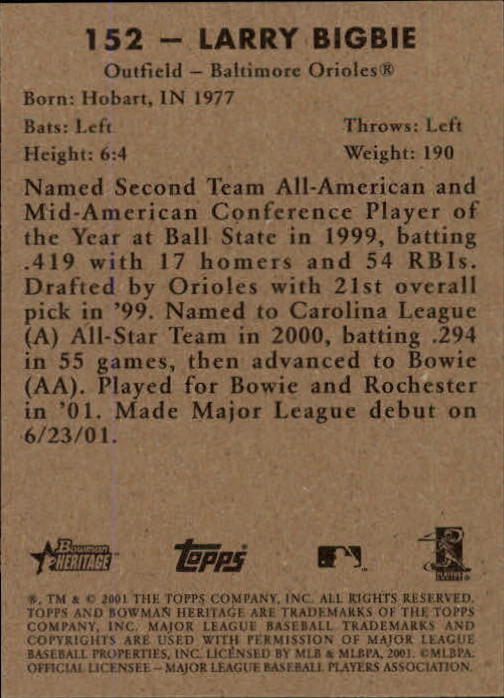 152 – LARRY BIGBIE
Outfield – Baltimore Orioles®
Born: Hobart, IN 1977
Bats: Left Throws: Left
Height: 6:4 Weight: 190
Named Second Team All-American and
Mid-American Conference Player of
the Year at Ball State in 1999, batting
.419 with 17 homers and 54 RBIs.
Drafted by Orioles with 21st overall
pick in '99. Named to Carolina League
(A) All-Star Team in 2000, batting .294
in 55 games, then advanced to Bowie
(AA). Played for Bowie and Rochester
in '01. Made Major League debut on
6/23/01.
Bowman
HERITAGE
Topps
®, TM & © 2001 THE TOPPS COMPANY, INC. ALL RIGHTS RESERVED.
TOPPS AND BOWMAN HERITAGE ARE TRADEMARKS OF THE TOPPS
COMPANY, INC. MAJOR LEAGUE BASEBALL TRADEMARKS AND
COPYRIGHTS ARE USED WITH PERMISSION OF MAJOR LEAGUE
BASEBALL PROPERTIES, INC. LICENSED BY MLB & MLBPA, 2001. ©MLBPA.
OFFICIAL LICENSEE – MAJOR LEAGUE BASEBALL PLAYERS ASSOCIATION.